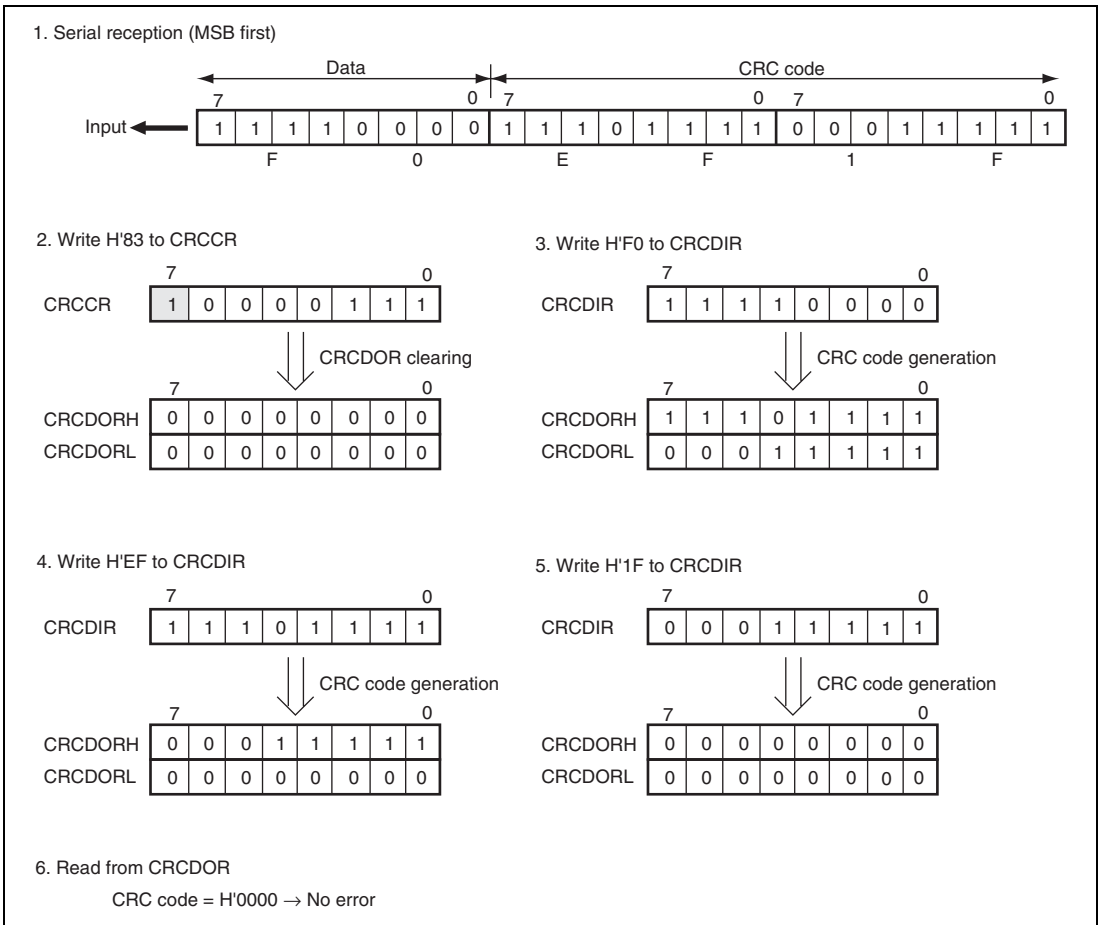 1. Serial reception (MSB first)
Data CRC code
7 0 7 0 7 0
Input 1 1 1 1 0 0 0 0 1 1 1 0 1 1 1 1 0 0 0 1 1 1 1 1
F 0 E F 1 F
2. Write H'83 to CRCCR
7 0
CRCCR 1 0 0 0 0 1 1 1
CRCDOR clearing
7 0
CRCDORH 0 0 0 0 0 0 0 0
CRCDORL 0 0 0 0 0 0 0 0
3. Write H'F0 to CRCDIR
7 0
CRCDIR 1 1 1 1 0 0 0 0
CRC code generation
7 0
CRCDORH 1 1 1 0 1 1 1 1
CRCDORL 0 0 0 1 1 1 1 1
4. Write H'EF to CRCDIR
7 0
CRCDIR 1 1 1 0 1 1 1 1
CRC code generation
7 0
CRCDORH 0 0 0 1 1 1 1 1
CRCDORL 0 0 0 0 0 0 0 0
5. Write H'1F to CRCDIR
7 0
CRCDIR 0 0 0 1 1 1 1 1
CRC code generation
7 0
CRCDORH 0 0 0 0 0 0 0 0
CRCDORL 0 0 0 0 0 0 0 0
6. Read from CRCDOR
CRC code = H'0000 → No error